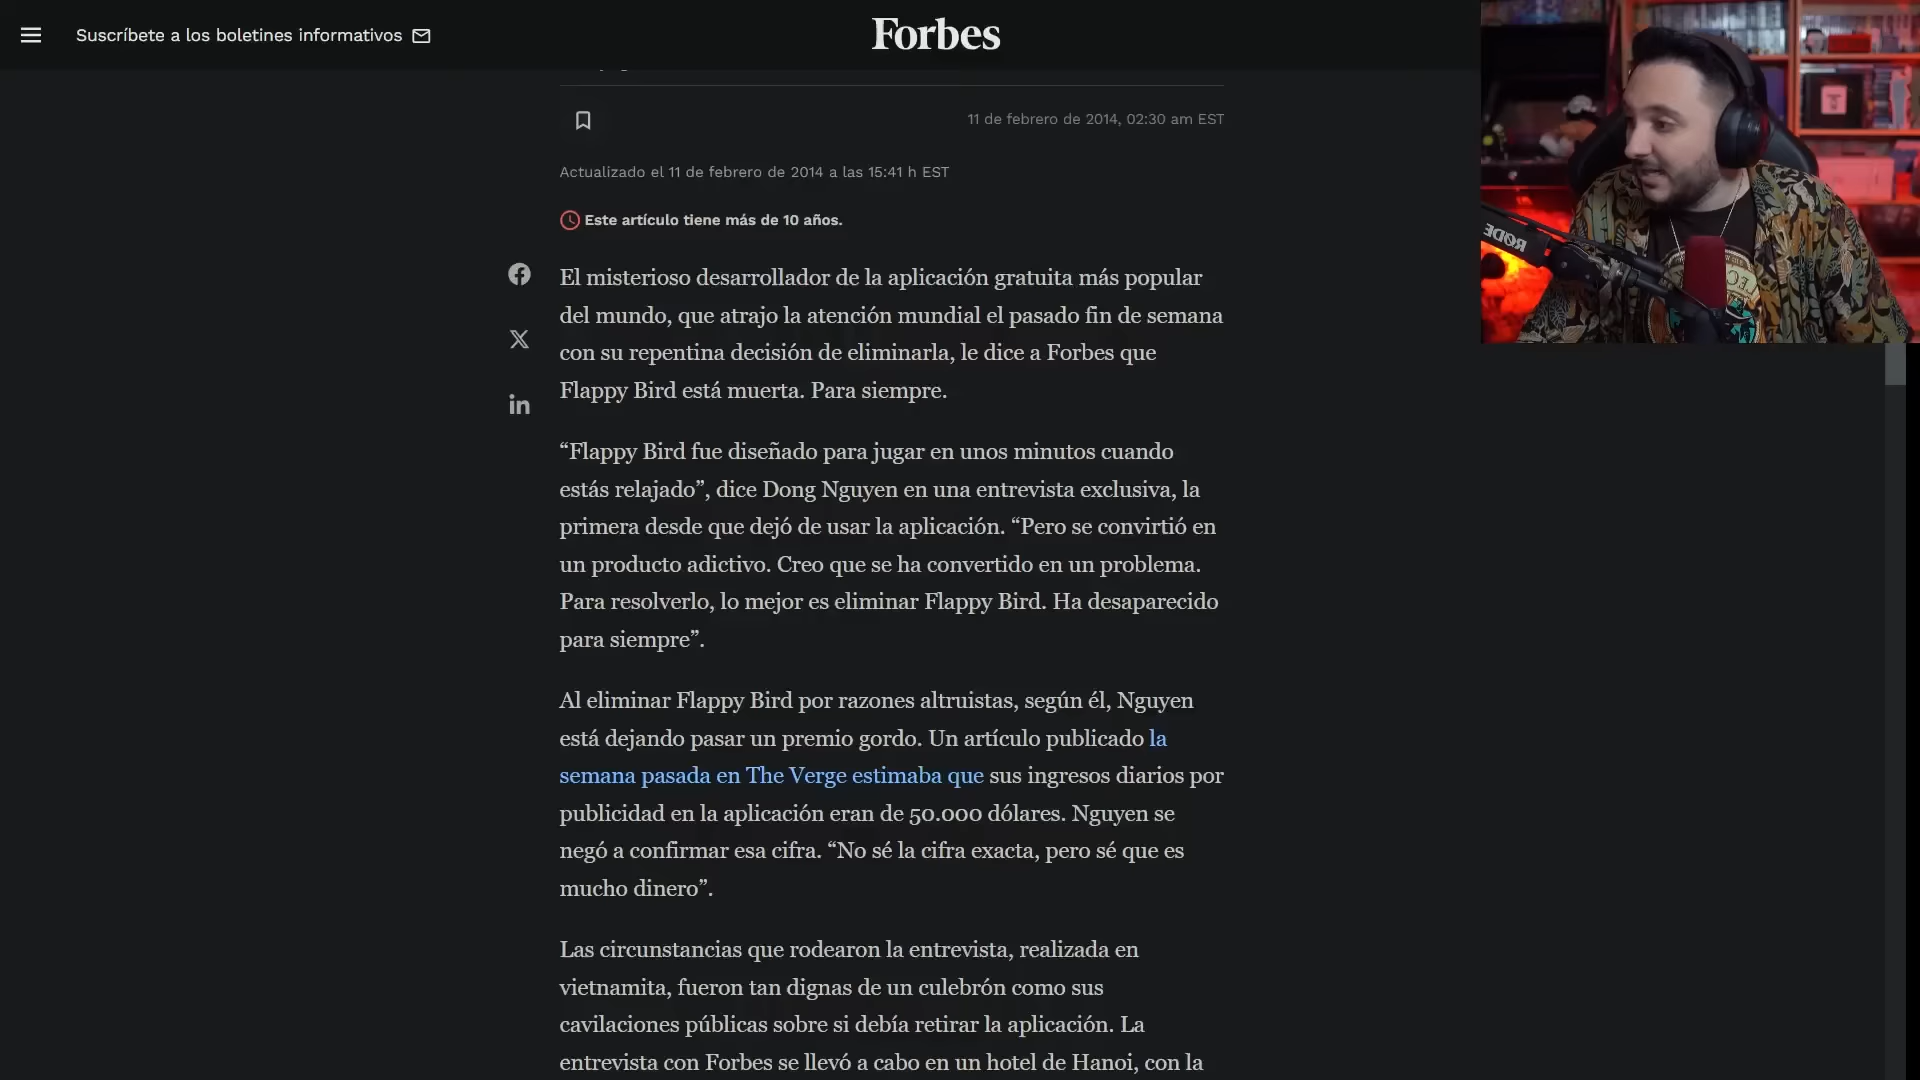 Suscríbete a los boletines informativos
Forbes
11 de febrero de 2014, 02:30 am EST
Actualizado el 11 de febrero de 2014 a las 15:41 h EST
Este artículo tiene más de 10 años.
El misterioso desarrollador de la aplicación gratuita más popular
del mundo, que atrajo la atención mundial el pasado fin de semana
con su repentina decisión de eliminarla, le dice a Forbes que
Flappy Bird está muerta. Para siempre.
“Flappy Bird fue diseñado para jugar en unos minutos cuando
estás relajado”, dice Dong Nguyen en una entrevista exclusiva, la
primera desde que dejó de usar la aplicación. “Pero se convirtió en
un producto adictivo. Creo que se ha convertido en un problema.
Para resolverlo, lo mejor es eliminar Flappy Bird. Ha desaparecido
para siempre”.
Al eliminar Flappy Bird por razones altruistas, según él, Nguyen
está dejando pasar un premio gordo. Un artículo publicado la
semana pasada en The Verge estimaba que sus ingresos diarios por
publicidad en la aplicación eran de 50.000 dólares. Nguyen se
negó a confirmar esa cifra. “No sé la cifra exacta, pero sé que es
mucho dinero”.
Las circunstancias que rodearon la entrevista, realizada en
vietnamita, fueron tan dignas de un culebrón como sus
cavilaciones públicas sobre si debía retirar la aplicación. La
entrevista con Forbes se llevó a cabo en un hotel de Hanoi, con la
RØDE